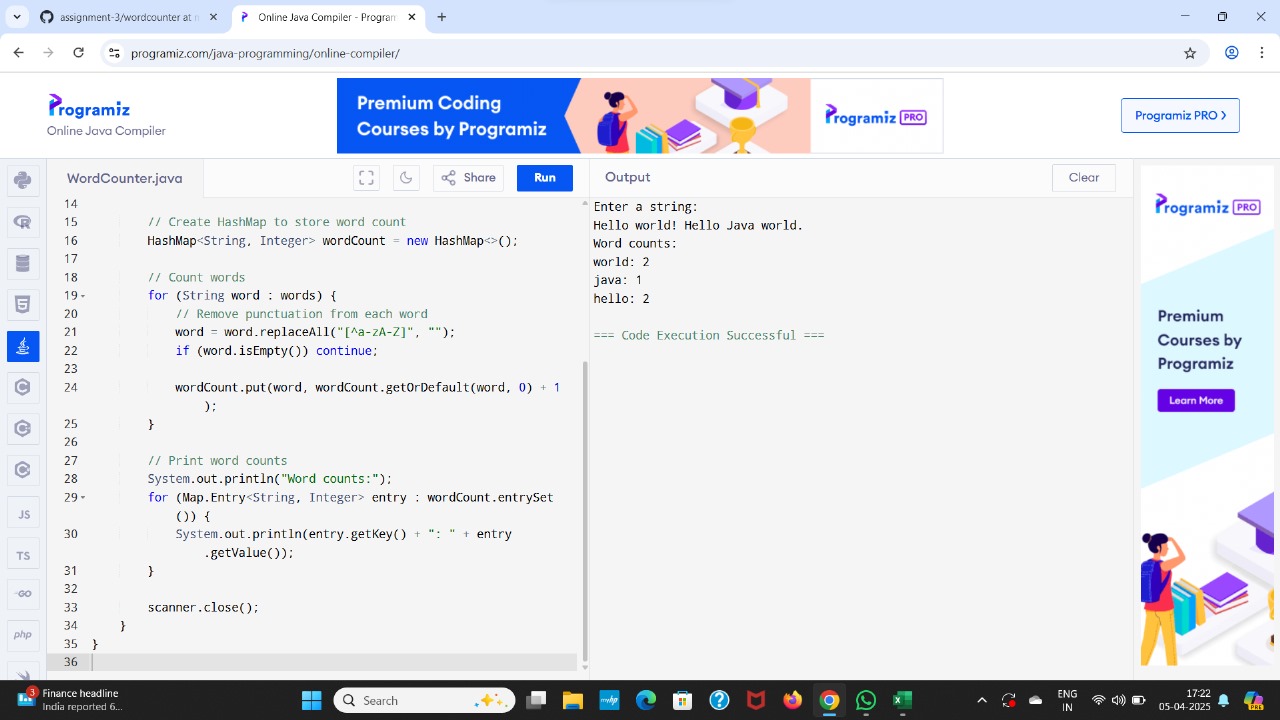 assignment-3/wordcounter at
Online Java Compiler - Program
programiz.com/java-programming/online-compiler/
Programiz
Online Java Compiler
Premium Coding
Courses by Programiz
Programiz PRO
Programiz PRO >
WordCounter.java
Share
Run
Output
Clear
14
15 // Create HashMap to store word count
16 HashMap<String, Integer> wordCount = new HashMap<>();
17
18 // Count words
19 for (String word : words) {
20 // Remove punctuation from each word
21 word = word.replaceAll("[^a-zA-Z]", "");
22 if (word.isEmpty()) continue;
23
24 wordCount.put(word, wordCount.getOrDefault(word, 0) + 1
);
25 }
26
27 // Print word counts
28 System.out.println("Word counts:");
29 for (Map.Entry<String, Integer> entry : wordCount.entrySet
()) {
30 System.out.println(entry.getKey() + ": " + entry
.getValue());
31 }
32
33 scanner.close();
34 }
35 }
36
Enter a string:
Hello world! Hello Java world.
Word counts:
world: 2
java: 1
hello: 2
=== Code Execution Successful ===
Programiz PRO
Premium
Courses by
Programiz
Learn More
JS
TS
GO
php
3
Finance headline
India reported 6...
Search
myhp
ENG
IN
17:22
05-04-2025